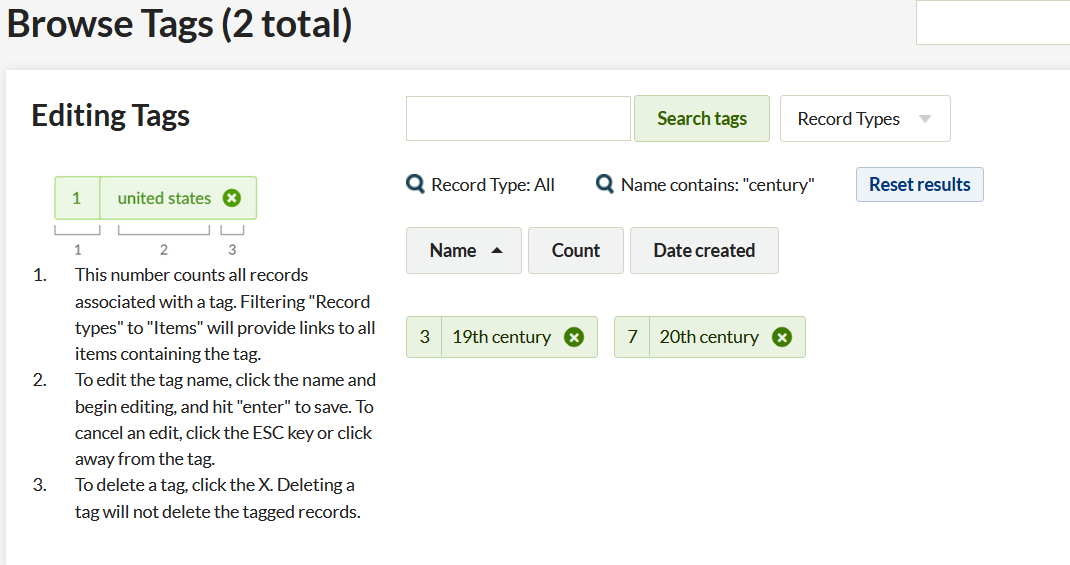 Browse Tags (2 total)
Editing Tags
1 united states
1 2 3
1. This number counts all records
associated with a tag. Filtering "Record
types" to "Items" will provide links to all
items containing the tag.
2. To edit the tag name, click the name and
begin editing, and hit "enter" to save. To
cancel an edit, click the ESC key or click
away from the tag.
3. To delete a tag, click the X. Deleting a
tag will not delete the tagged records.
Search tags Record Types
Record Type: All Name contains: "century" Reset results
Name Count Date created
3 19th century 7 20th century